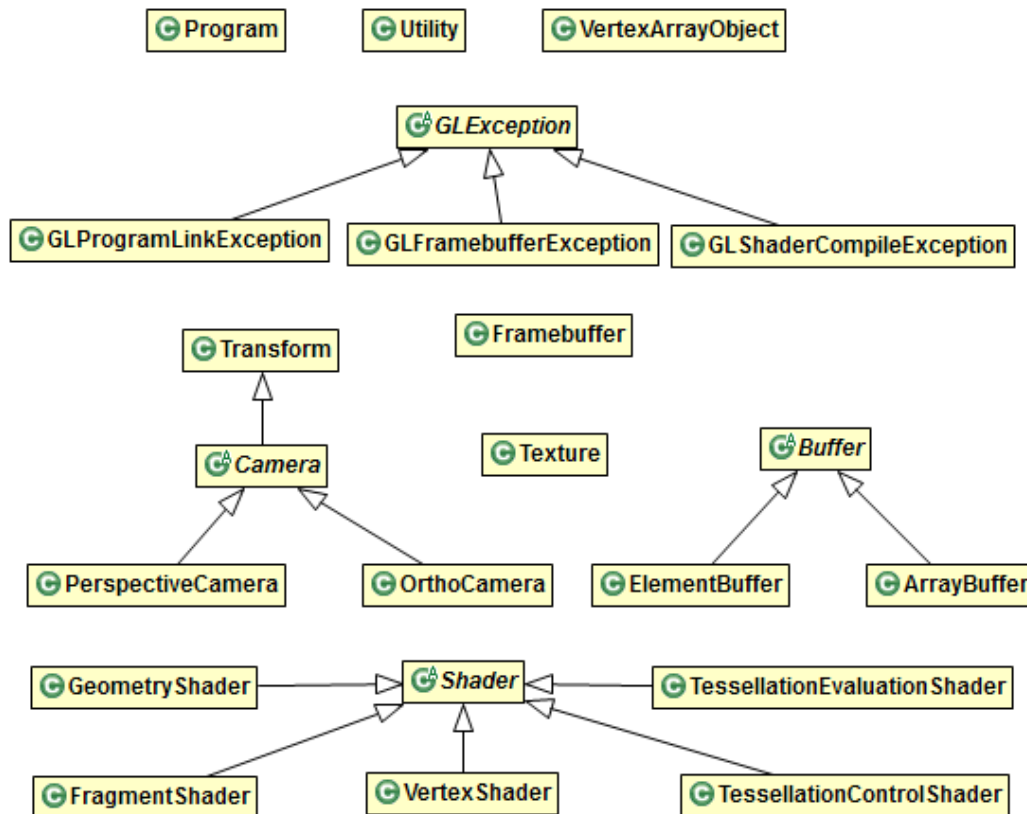 Program
Utility
VertexArrayObject
GLException
GLProgramLinkException
GLFramebufferException
GLShaderCompileException
Framebuffer
Transform
Camera
Texture
Buffer
PerspectiveCamera
OrthoCamera
ElementBuffer
ArrayBuffer
GeometryShader
Shader
TessellationEvaluationShader
FragmentShader
VertexShader
TessellationControlShader